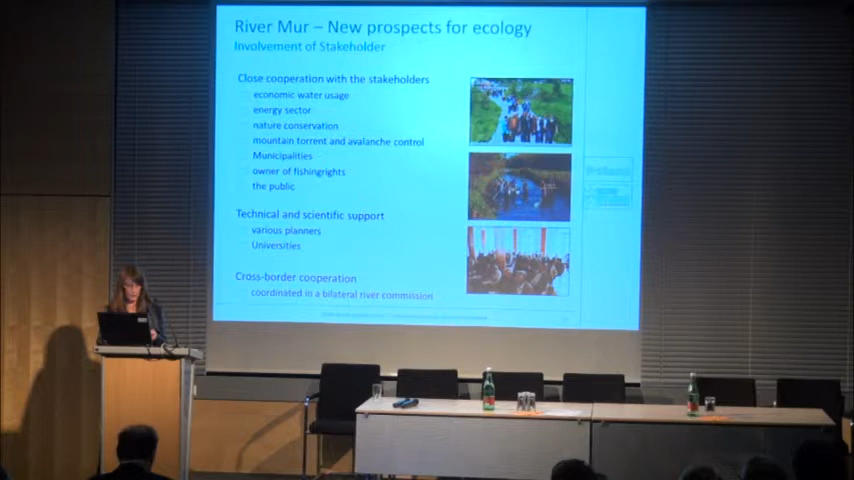 River Mur – New prospects for ecology
Involvement of Stakeholder
Close cooperation with the stakeholders
economic water usage
energy sector
nature conservation
mountain torrent and avalanche control
Municipalities
owner of fishingrights
the public
Technical and scientific support
various planners
Universities
Cross-border cooperation
coordinated in a bilateral river commission